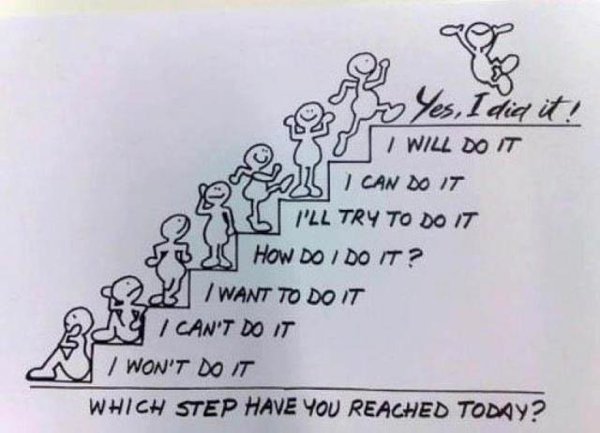 Yes, I did it!
I WILL DO IT
I CAN DO IT
I'LL TRY TO DO IT
HOW DO I DO IT?
I WANT TO DO IT
I CAN'T DO IT
I WON'T DO IT
WHICH STEP HAVE YOU REACHED TODAY?